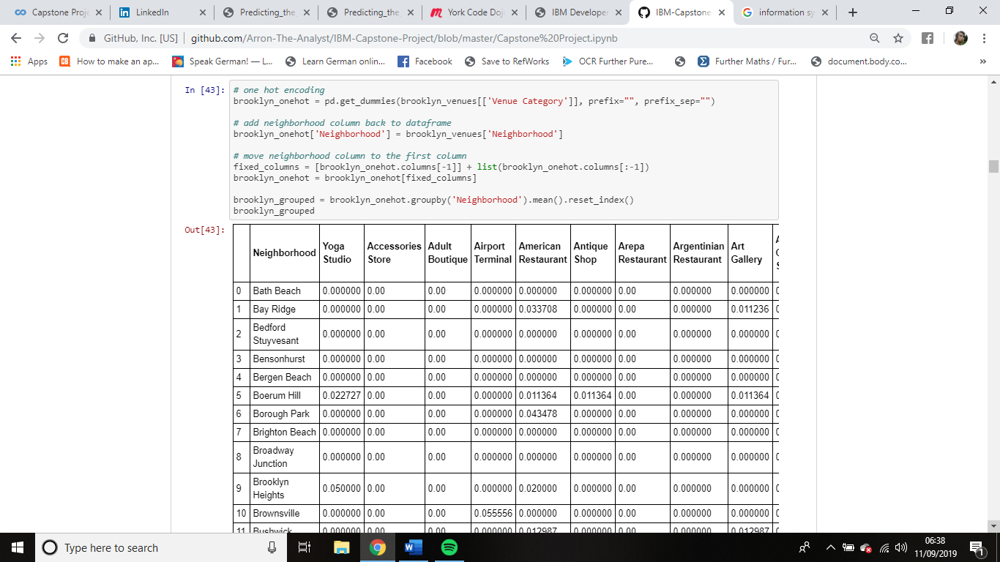 Capstone Proje
LinkedIn
Predicting_the_
Predicting_the_
York Code Doj
IBM Developer
IBM-Capstone
information sy
GitHub, Inc. [US] | github.com/Arron-The-Analyst/IBM-Capstone-Project/blob/master/Capstone%20Project.ipynb
Apps
How to make an ap...
Speak German! — L...
Learn German onlin...
Facebook
Save to RefWorks
OCR Further Pure...
Further Maths / Fur...
document.body.co...
»
In [43]:
# one hot encoding
brooklyn_onehot = pd.get_dummies(brooklyn_venues[['Venue Category']], prefix="", prefix_sep="")
# add neighborhood column back to dataframe
brooklyn_onehot['Neighborhood'] = brooklyn_venues['Neighborhood']
# move neighborhood column to the first column
fixed_columns = [brooklyn_onehot.columns[-1]] + list(brooklyn_onehot.columns[:-1])
brooklyn_onehot = brooklyn_onehot[fixed_columns]
brooklyn_grouped = brooklyn_onehot.groupby('Neighborhood').mean().reset_index()
brooklyn_grouped
Out[43]:
Neighborhood Yoga Studio Accessories Store Adult Boutique Airport Terminal American Restaurant Antique Shop Arepa Restaurant Argentinian Restaurant Art Gallery
0 Bath Beach 0.000000 0.00 0.00 0.000000 0.000000 0.000000 0.00 0.000000 0.000000
1 Bay Ridge 0.000000 0.00 0.00 0.000000 0.033708 0.000000 0.00 0.000000 0.011236
2 Bedford Stuyvesant 0.000000 0.00 0.00 0.000000 0.000000 0.000000 0.00 0.000000 0.000000
3 Bensonhurst 0.000000 0.00 0.00 0.000000 0.000000 0.000000 0.00 0.000000 0.000000
4 Bergen Beach 0.000000 0.00 0.00 0.000000 0.000000 0.000000 0.00 0.000000 0.000000
5 Boerum Hill 0.022727 0.00 0.00 0.000000 0.011364 0.011364 0.00 0.000000 0.011364
6 Borough Park 0.000000 0.00 0.00 0.000000 0.043478 0.000000 0.00 0.000000 0.000000
7 Brighton Beach 0.000000 0.00 0.00 0.000000 0.000000 0.000000 0.00 0.000000 0.000000
8 Broadway Junction 0.000000 0.00 0.00 0.000000 0.000000 0.000000 0.00 0.000000 0.000000
9 Brooklyn Heights 0.050000 0.00 0.00 0.000000 0.020000 0.000000 0.00 0.000000 0.000000
10 Brownsville 0.000000 0.00 0.00 0.055556 0.000000 0.000000 0.00 0.000000 0.000000
11 Bushwick 0.000000 0.00 0.00 0.000000 0.012987 0.000000 0.00 0.000000 0.012987
Type here to search
06:38
11/09/2019
1